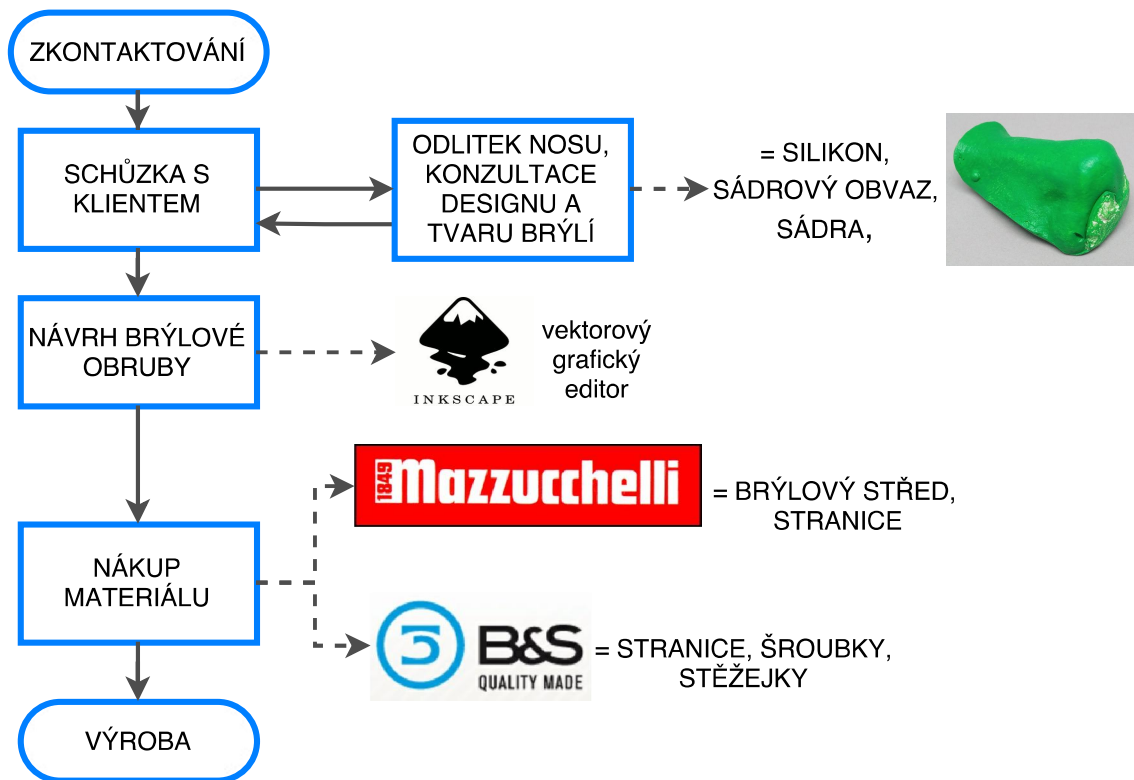 ZKONTAKTOVÁNÍ
SCHŮZKA S
KLIENTEM
ODLITEK NOSU,
KONZULTACE
DESIGNU A
TVARU BRÝLÍ
= SILIKON,
SÁDROVÝ OBVAZ,
SÁDRA,
NÁVRH BRÝLOVÉ
OBRUBY
INKSCAPE
vektorový
grafický
editor
1849 Mazzucchelli
= BRÝLOVÝ STŘED,
STRANICE
NÁKUP
MATERIÁLU
B&S
QUALITY MADE
= STRANICE, ŠROUBKY,
STĚŽEJKY
VÝROBA